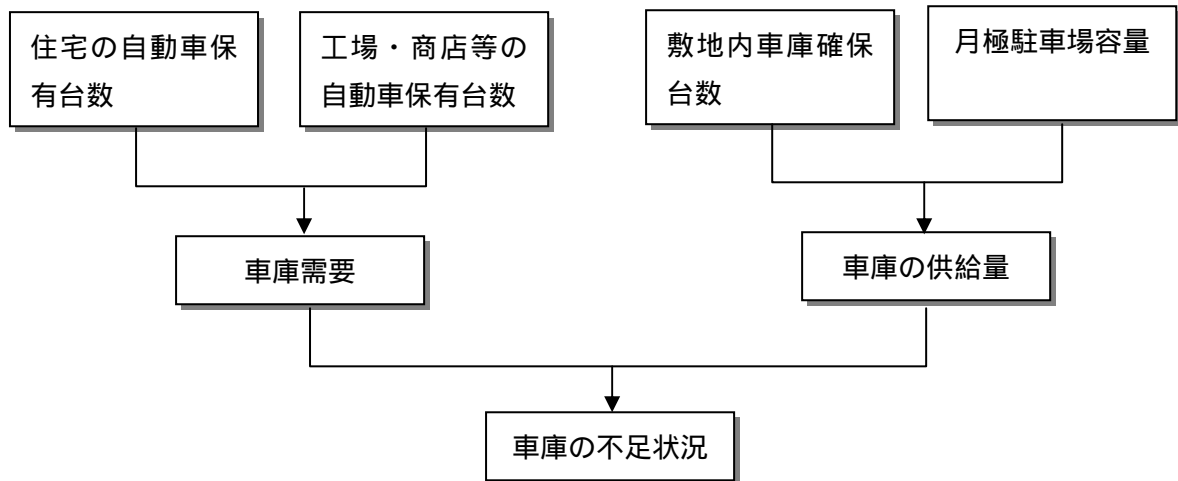 住宅の自動車保
有台数
工場・商店等の
自動車保有台数
敷地内車庫確保
台数
月極駐車場容量
車庫需要
車庫の供給量
車庫の不足状況